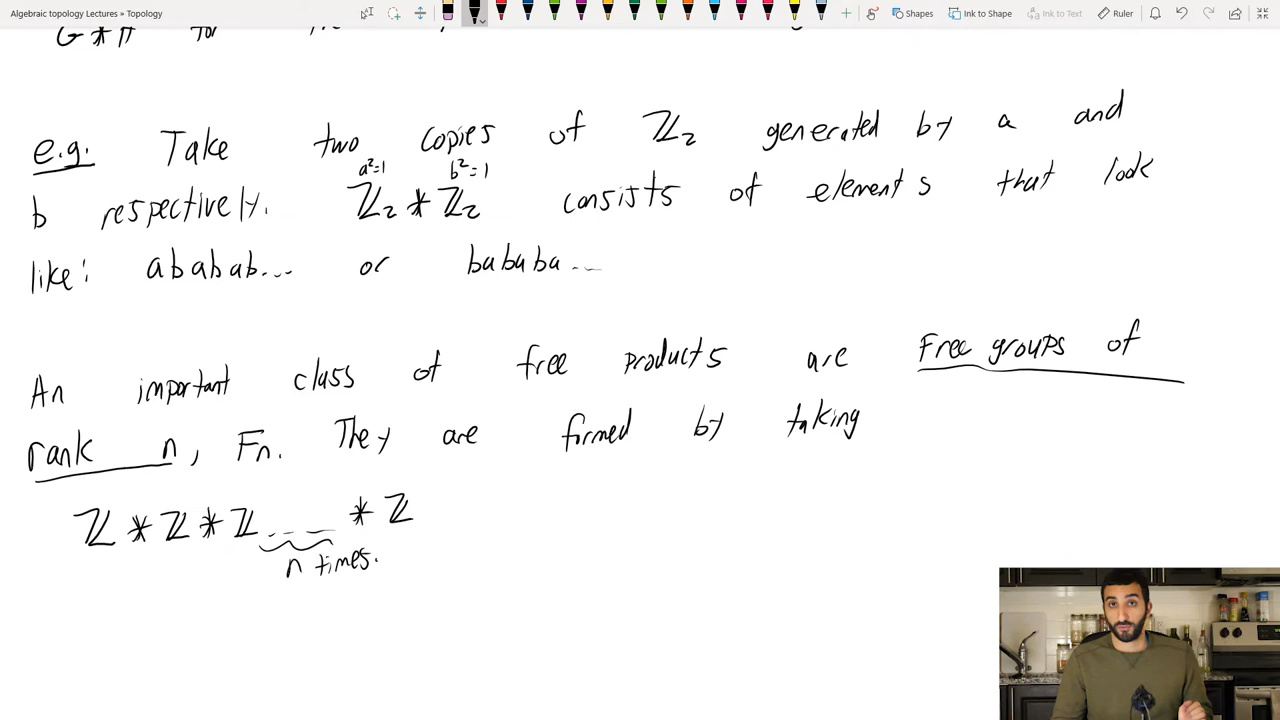 Algebraic topology Lectures » Topology
Shapes Ink to Shape Ink to Text Ruler
G * H for
e.g. Take two copies of ℤ₂ generated by a and
a²=1 b²=1
b respectively. ℤ₂ * ℤ₂ consists of elements that look
like: ababab... or bababa...
An important class of free products are Free groups of
rank n, Fn. They are formed by taking
ℤ * ℤ * ℤ ..... * ℤ
n times.